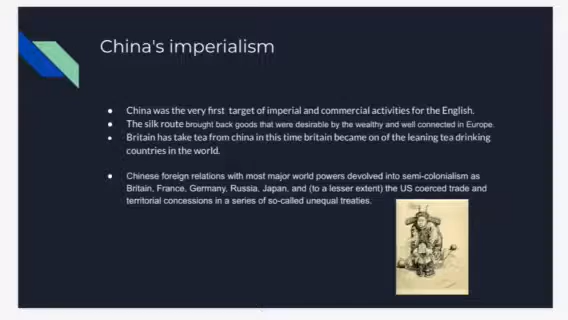 China's imperialism
● China was the very first target of imperial and commercial activities for the English.
● The silk route brought back goods that were desirable by the wealthy and well connected in Europe.
● Britain has take tea from china in this time britain became on of the leaning tea drinking
countries in the world.
● Chinese foreign relations with most major world powers devolved into semi-colonialism as
Britain, France, Germany, Russia, Japan, and (to a lesser extent) the US coerced trade and
territorial concessions in a series of so-called unequal treaties.